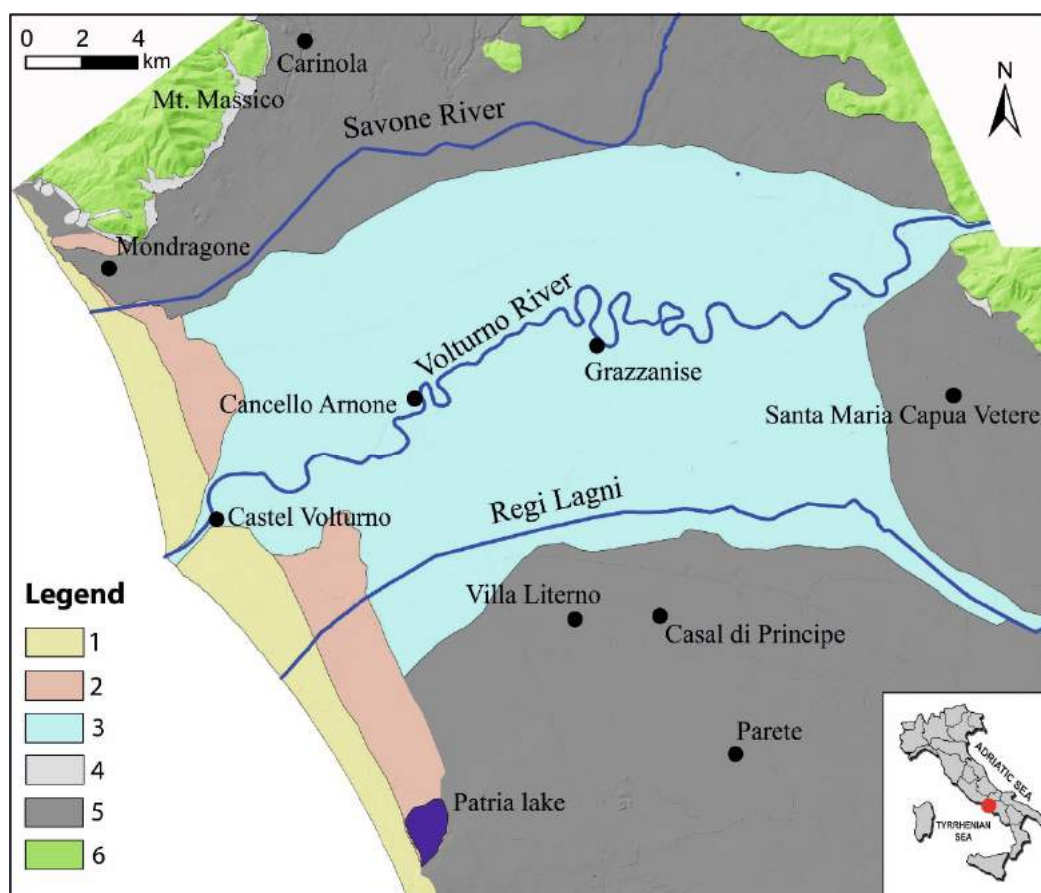 0 2 4
km
Carinola
Mt. Massico
N
Savone River
Mondragone
Volturno River
Grazzanise
Cancello Arnone
Santa Maria Capua Vetere
Castel Volturno
Regi Lagni
Villa Literno
Casal di Principe
Parete
Patria lake
Legend
1
2
3
4
5
6
ADRIATIC SEA
TYRRHENIAN
SEA